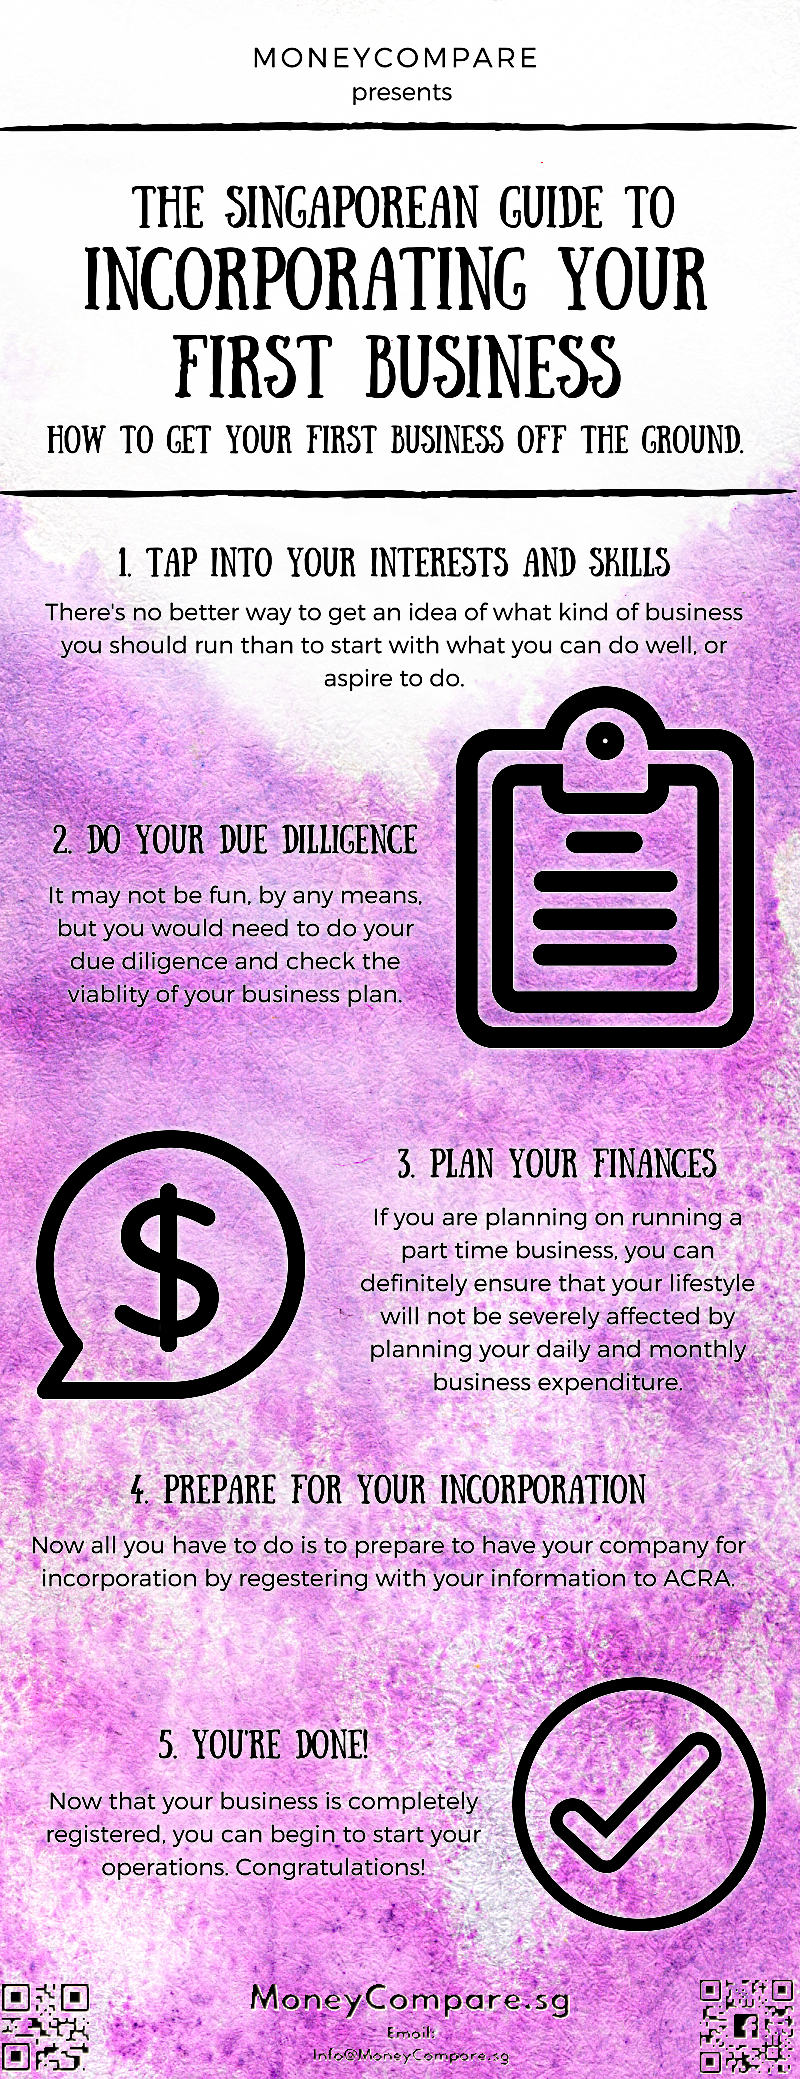 MONEYCOMPARE
presents
THE SINGAPOREAN GUIDE TO
INCORPORATING YOUR
FIRST BUSINESS
HOW TO GET YOUR FIRST BUSINESS OFF THE GROUND.
1. TAP INTO YOUR INTERESTS AND SKILLS
There's no better way to get an idea of what kind of business
you should run than to start with what you can do well, or
aspire to do.
2. DO YOUR DUE DILLIGENCE
It may not be fun, by any means,
but you would need to do your
due diligence and check the
viablity of your business plan.
3. PLAN YOUR FINANCES
If you are planning on running a
part time business, you can
definitely ensure that your lifestyle
will not be severely affected by
planning your daily and monthly
business expenditure.
4. PREPARE FOR YOUR INCORPORATION
Now all you have to do is to prepare to have your company for
incorporation by regestering with your information to ACRA.
5. YOU'RE DONE!
Now that your business is completely
registered, you can begin to start your
operations. Congratulations!
MoneyCompare.sg
Email:
Info@MoneyCompare.sg